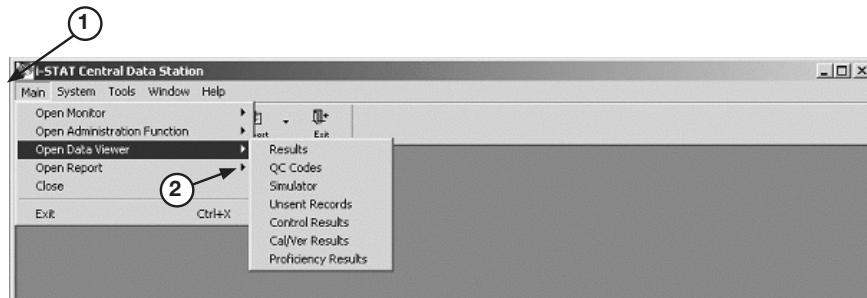 1
i-STAT Central Data Station
Main System Tools Window Help
Open Monitor
Open Administration Function
Exit
Open Data Viewer
Results
Open Report
QC Codes
Close
2
Simulator
Unsent Records
Exit Ctrl+X
Control Results
Cal/Ver Results
Proficiency Results